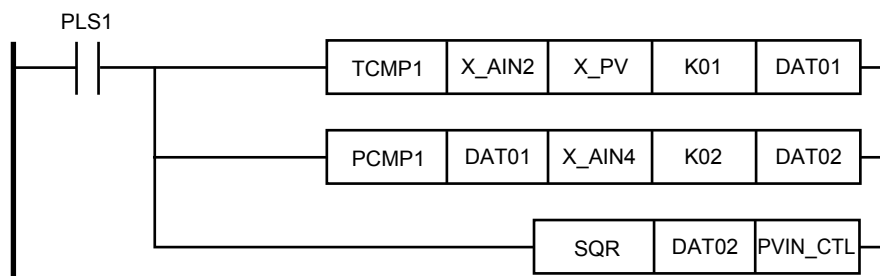 PLS1
TCMP1 X_AIN2 X_PV K01 DAT01
PCMP1 DAT01 X_AIN4 K02 DAT02
SQR DAT02 PVIN_CTL